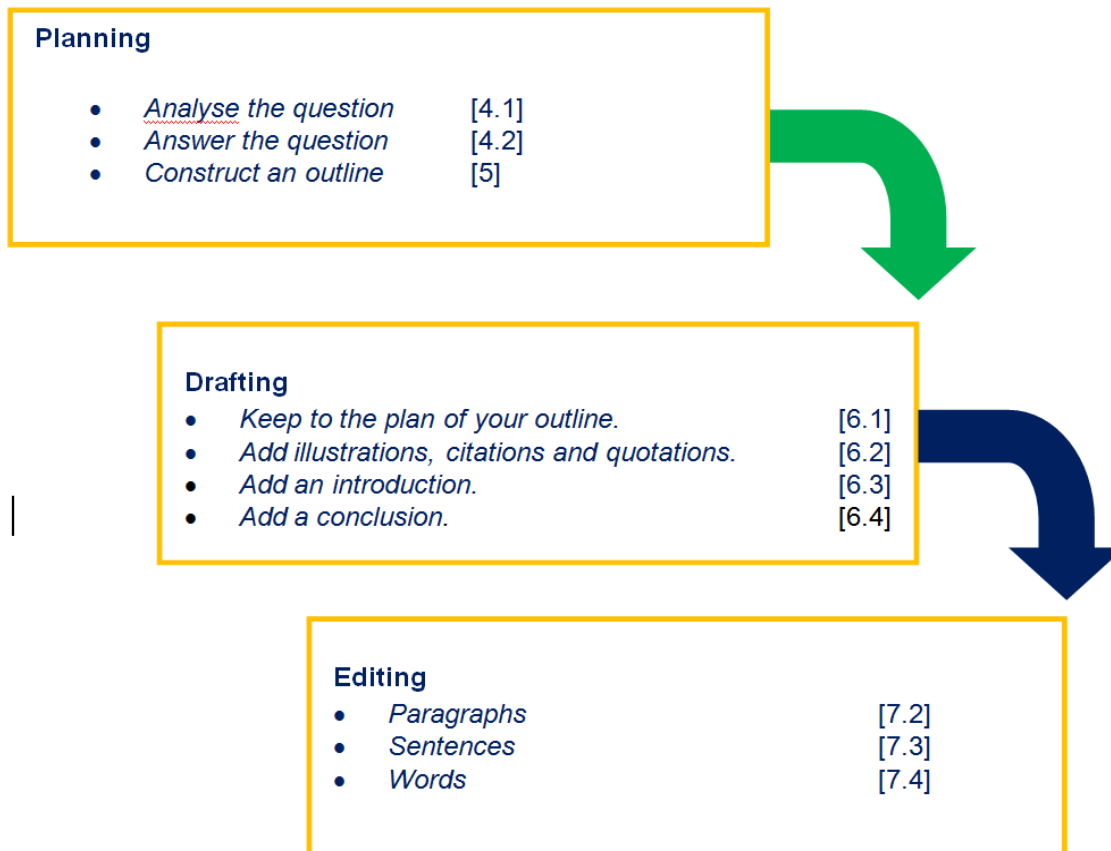 Planning
• Analyse the question [4.1]
• Answer the question [4.2]
• Construct an outline [5]
Drafting
• Keep to the plan of your outline. [6.1]
• Add illustrations, citations and quotations. [6.2]
• Add an introduction. [6.3]
• Add a conclusion. [6.4]
Editing
• Paragraphs [7.2]
• Sentences [7.3]
• Words [7.4]